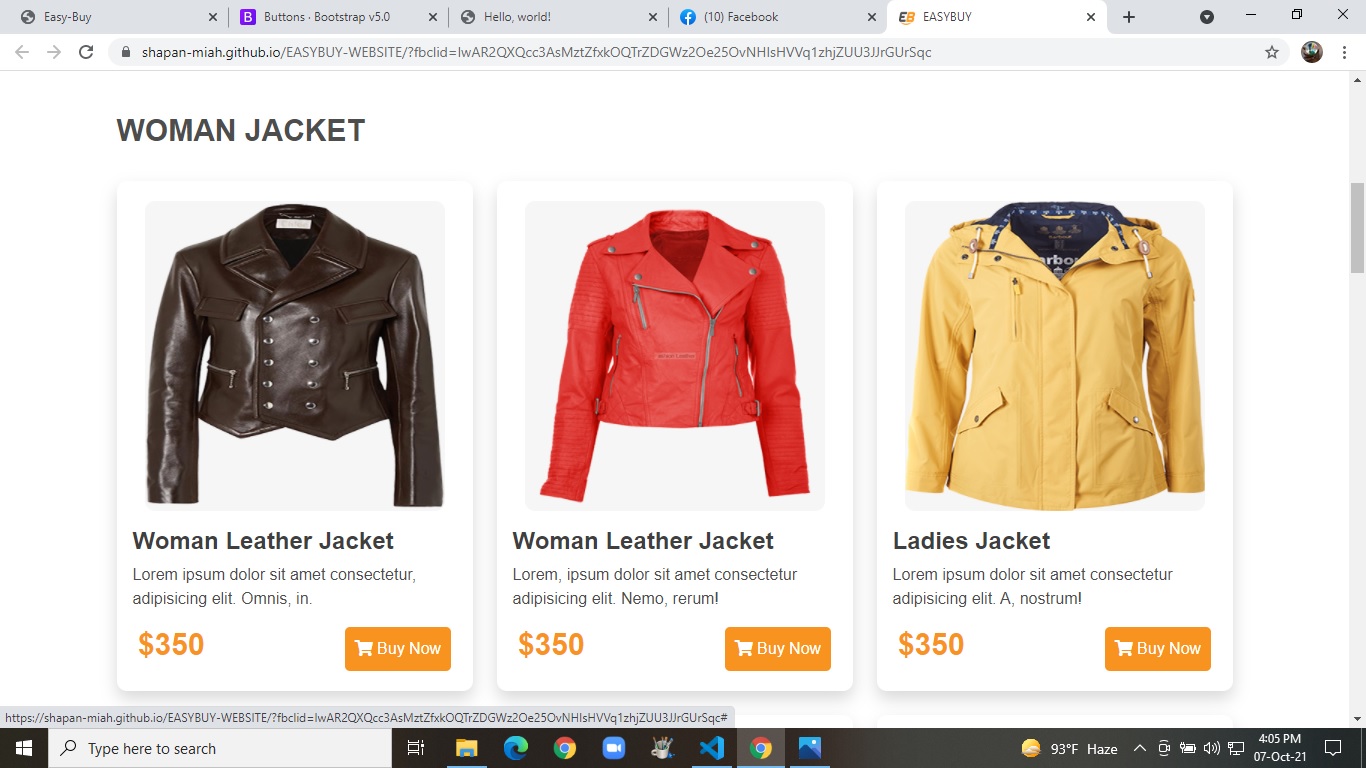 Easy-Buy
B
Buttons · Bootstrap v5.0
Hello, world!
(10) Facebook
EB
EASYBUY
shapan-miah.github.io/EASYBUY-WEBSITE/?fbclid=IwAR2QXQcc3AsMztZfxkOQTrZDGWz2Oe25OvNHIsHVVq1zhjZUU3JJrGUrSqc
WOMAN JACKET
Woman Leather Jacket
Lorem ipsum dolor sit amet consectetur,
adipisicing elit. Omnis, in.
$350
Buy Now
Woman Leather Jacket
Lorem, ipsum dolor sit amet consectetur
adipisicing elit. Nemo, rerum!
$350
Buy Now
Ladies Jacket
Lorem ipsum dolor sit amet consectetur
adipisicing elit. A, nostrum!
$350
Buy Now
https://shapan-miah.github.io/EASYBUY-WEBSITE/?fbclid=IwAR2QXQcc3AsMztZfxkOQTrZDGWz2Oe25OvNHIsHVVq1zhjZUU3JJrGUrSqc#
Type here to search
93°F Haze
4:05 PM
07-Oct-21